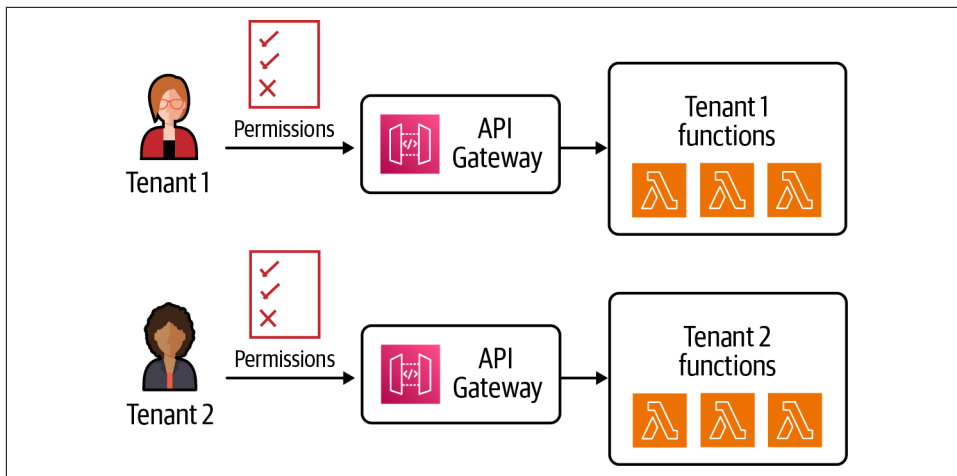 Permissions
Tenant 1
API
Gateway
Tenant 1
functions
Permissions
Tenant 2
API
Gateway
Tenant 2
functions